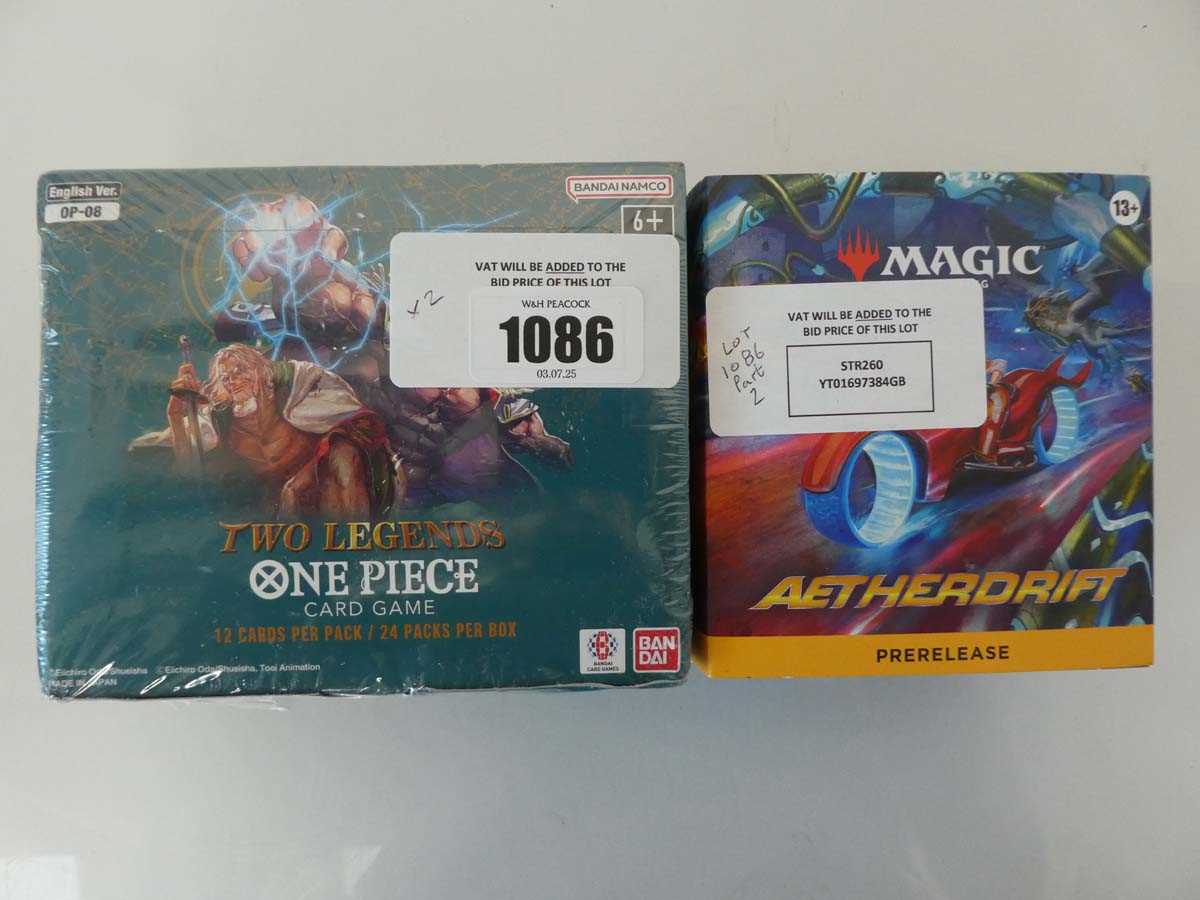 English Ver.
OP-08
BANDAI NAMCO
6+
VAT WILL BE ADDED TO THE
BID PRICE OF THIS LOT
x2
W&H PEACOCK
1086
03.07.25
TWO LEGENDS
ONE PIECE
CARD GAME
12 CARDS PER PACK / 24 PACKS PER BOX
©Eiichiro Oda/Shueisha ©Eiichiro Oda/Shueisha, Toei Animation
MADE IN JAPAN
BANDAI
CARD GAMES
BAN
DAI
13+
MAGIC
VAT WILL BE ADDED TO THE
BID PRICE OF THIS LOT
LOT
1086
Part
2
STR260
YT01697384GB
AETHERDRIFT
PRERELEASE